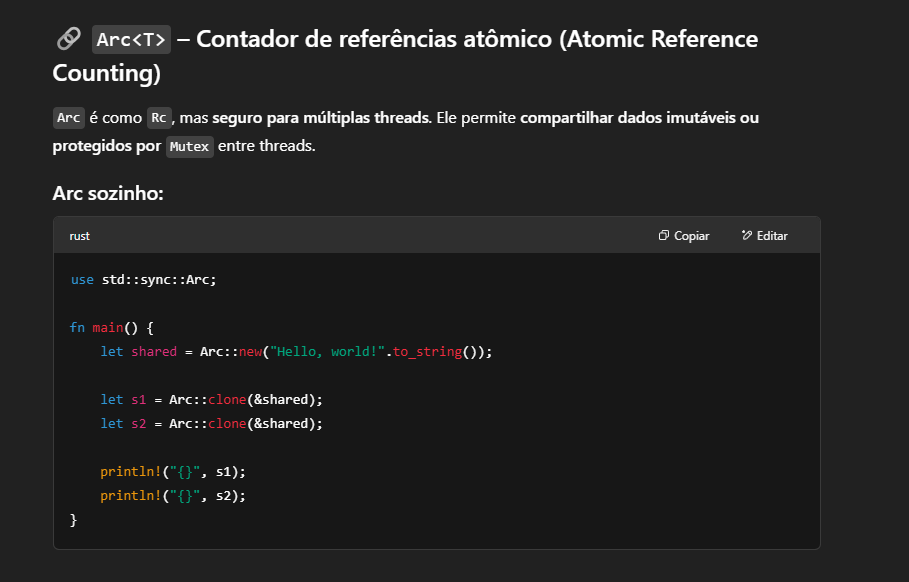 Arc<T> – Contador de referências atômico (Atomic Reference
Counting)
Arc é como Rc, mas seguro para múltiplas threads. Ele permite compartilhar dados imutáveis ou
protegidos por Mutex entre threads.
Arc sozinho:
rust Copiar Editar
use std::sync::Arc;
fn main() {
    let shared = Arc::new("Hello, world!".to_string());
    let s1 = Arc::clone(&shared);
    let s2 = Arc::clone(&shared);
    println!("{}", s1);
    println!("{}", s2);
}